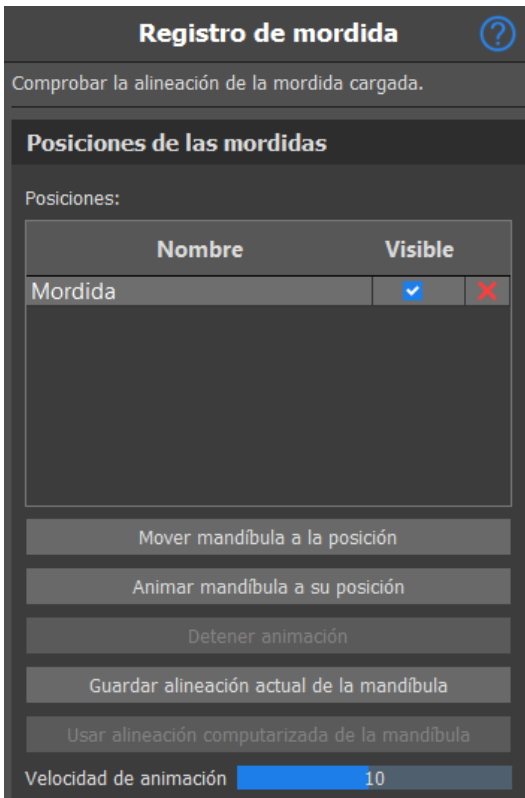 Registro de mordida
Comprobar la alineación de la mordida cargada.
Posiciones de las mordidas
Posiciones:
Nombre Visible
Mordida
Mover mandíbula a la posición
Animar mandíbula a su posición
Detener animación
Guardar alineación actual de la mandíbula
Usar alineación computarizada de la mandíbula
Velocidad de animación 10